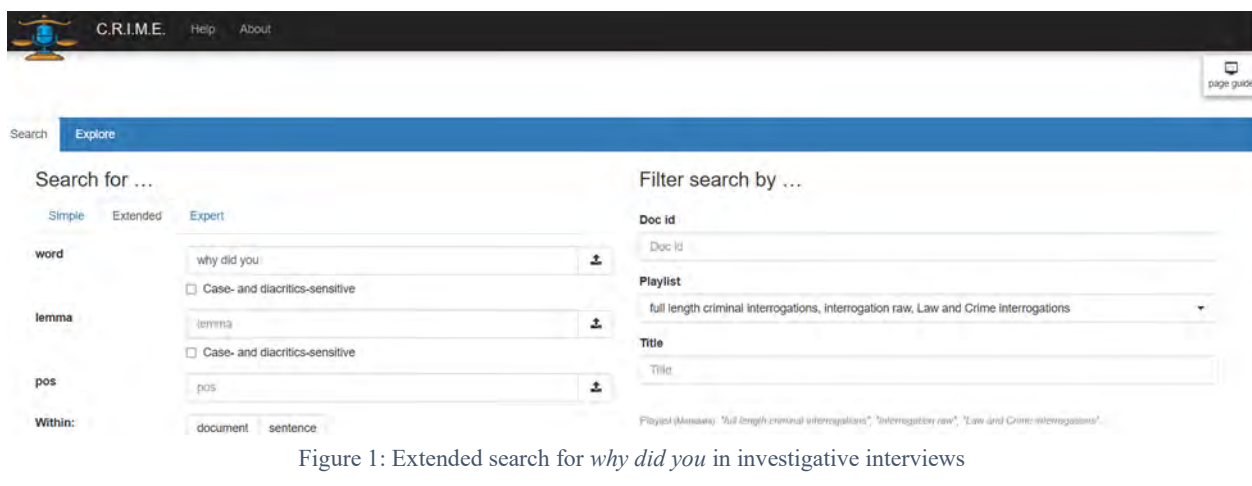 C.R.I.M.E. Help About
page guide
Search Explore
Search for ...
Simple Extended Expert
word
why did you
Case- and diacritics-sensitive
lemma
lemma
Case- and diacritics-sensitive
pos
pos
Within:
document sentence
Filter search by ...
Doc id
Doc id
Playlist
full length criminal interrogations, interrogation raw, Law and Crime interrogations
Title
Title
Playlist (Metadata): "full length criminal interrogations", "interrogation raw", "Law and Crime interrogations".
Figure 1: Extended search for why did you in investigative interviews